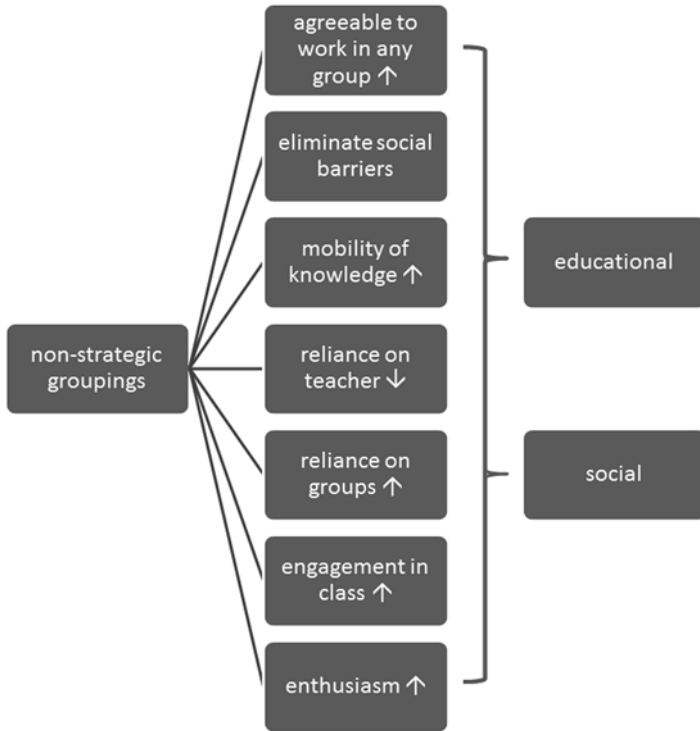 agreeable to
work in any
group ↑
eliminate social
barriers
mobility of
knowledge ↑
non-strategic
groupings
reliance on
teacher ↓
reliance on
groups ↑
engagement in
class ↑
enthusiasm ↑
educational
social